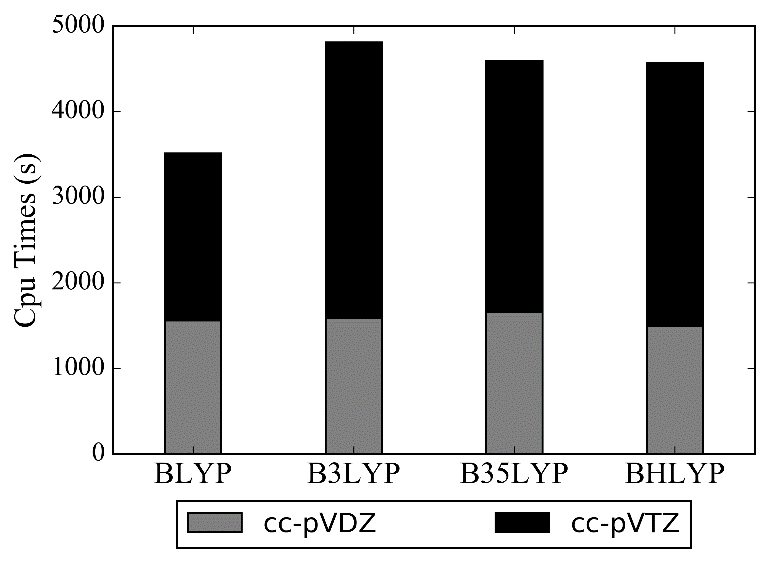 5000
4000
3000
2000
1000
0
Cpu Times (s)
BLYP B3LYP B35LYP BHLYP
cc-pVDZ cc-pVTZ